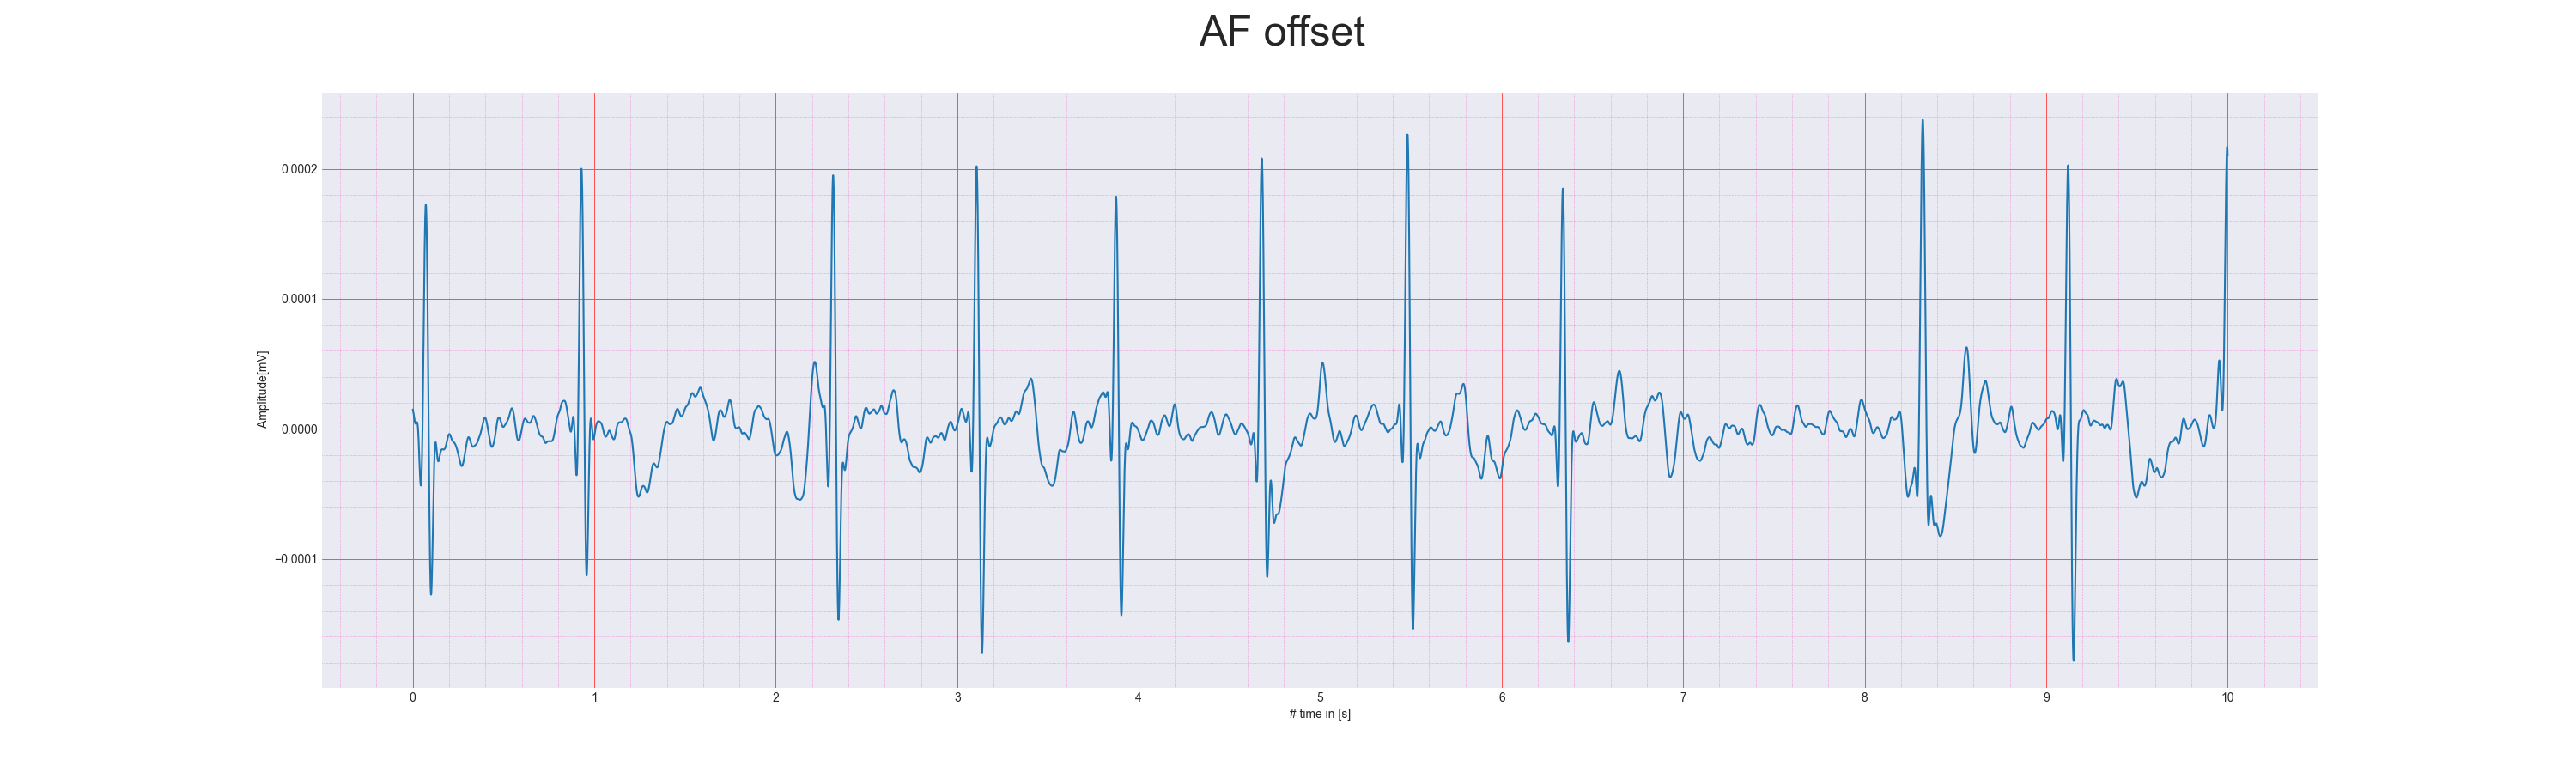 AF offset
0.0002
0.0001
0.0000
−0.0001
Amplitude[mV]
0 1 2 3 4 5 6 7 8 9 10
# time in [s]